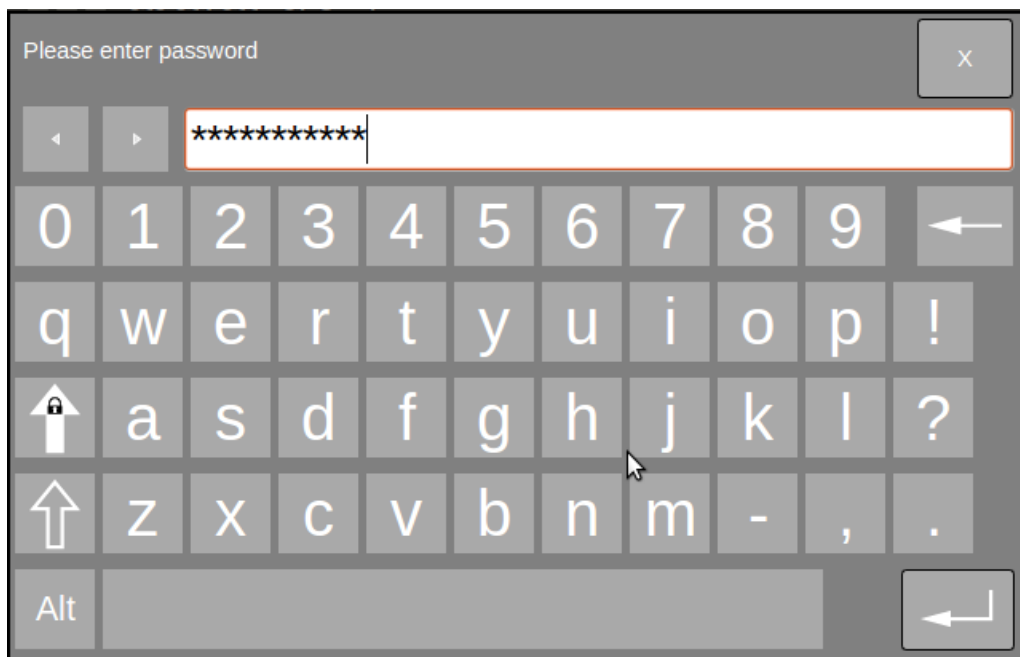 Please enter password
X
***********
0 1 2 3 4 5 6 7 8 9
q w e r t y u i o p !
a s d f g h j k l ?
z x c v b n m - , .
Alt